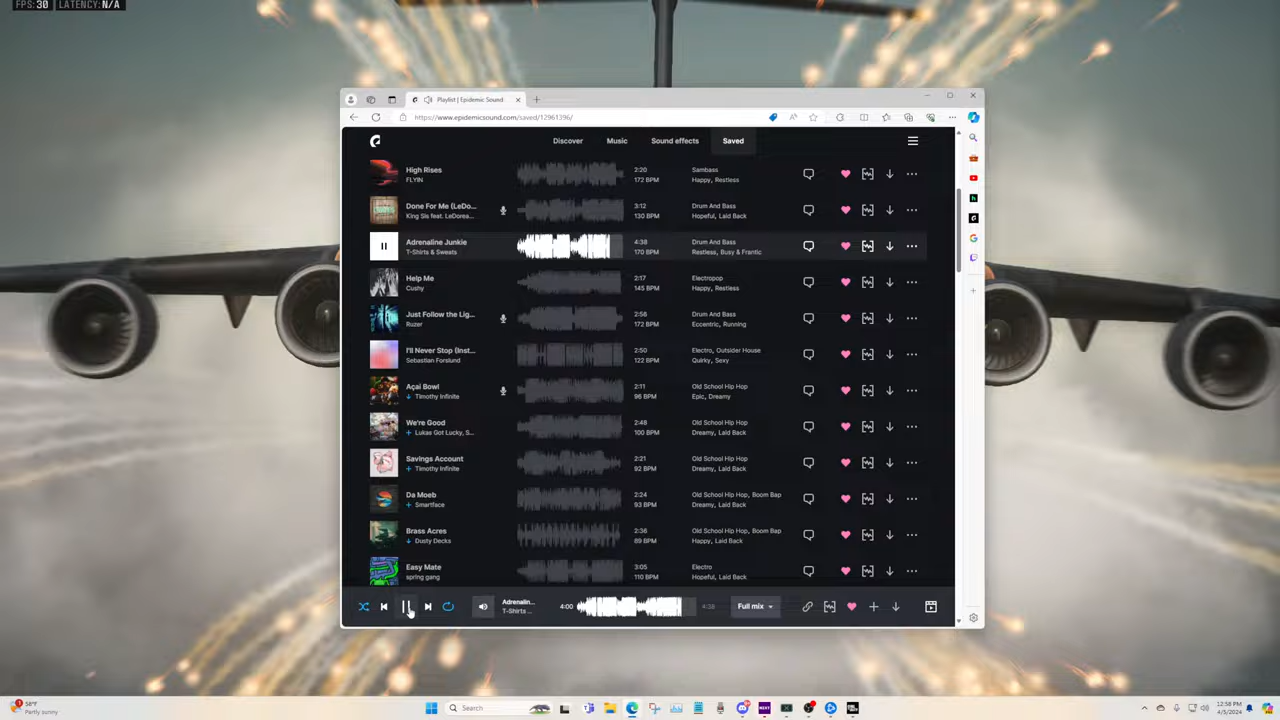 FPS:30 | LATENCY:N/A
Playlist | Epidemic Sound
https://www.epidemicsound.com/saved/12961396/
Discover Music Sound effects Saved
High Rises 2:20 Sambass
FLYIN 172 BPM Happy, Restless
Done For Me (LeDo... 3:12 Drum And Bass
King Sis feat. LeDorea... 130 BPM Hopeful, Laid Back
Adrenaline Junkie 4:38 Drum And Bass
T-Shirts & Sweats 170 BPM Restless, Busy & Frantic
Help Me 2:17 Electropop
Cushy 145 BPM Happy, Restless
Just Follow the Lig... 2:56 Drum And Bass
Ruzer 172 BPM Eccentric, Running
I'll Never Stop (Inst... 2:50 Electro, Outsider House
Sebastian Forslund 122 BPM Quirky, Sexy
Açai Bowl 2:11 Old School Hip Hop
Timothy Infinite 96 BPM Epic, Dreamy
We're Good 2:48 Old School Hip Hop
Lukas Got Lucky, S... 100 BPM Dreamy, Laid Back
Savings Account 2:21 Old School Hip Hop
Timothy Infinite 92 BPM Dreamy, Laid Back
Da Moeb 2:24 Old School Hip Hop, Boom Bap
Smartface 93 BPM Dreamy, Laid Back
Brass Acres 2:36 Old School Hip Hop, Boom Bap
Dusty Decks 89 BPM Happy, Laid Back
Easy Mate 3:05 Electro
spring gang 110 BPM Hopeful, Laid Back
Adrenalin... 4:00 4:38 Full mix
T-Shirts ...
58°F
Partly sunny
Search
12:58 PM
4/5/2024